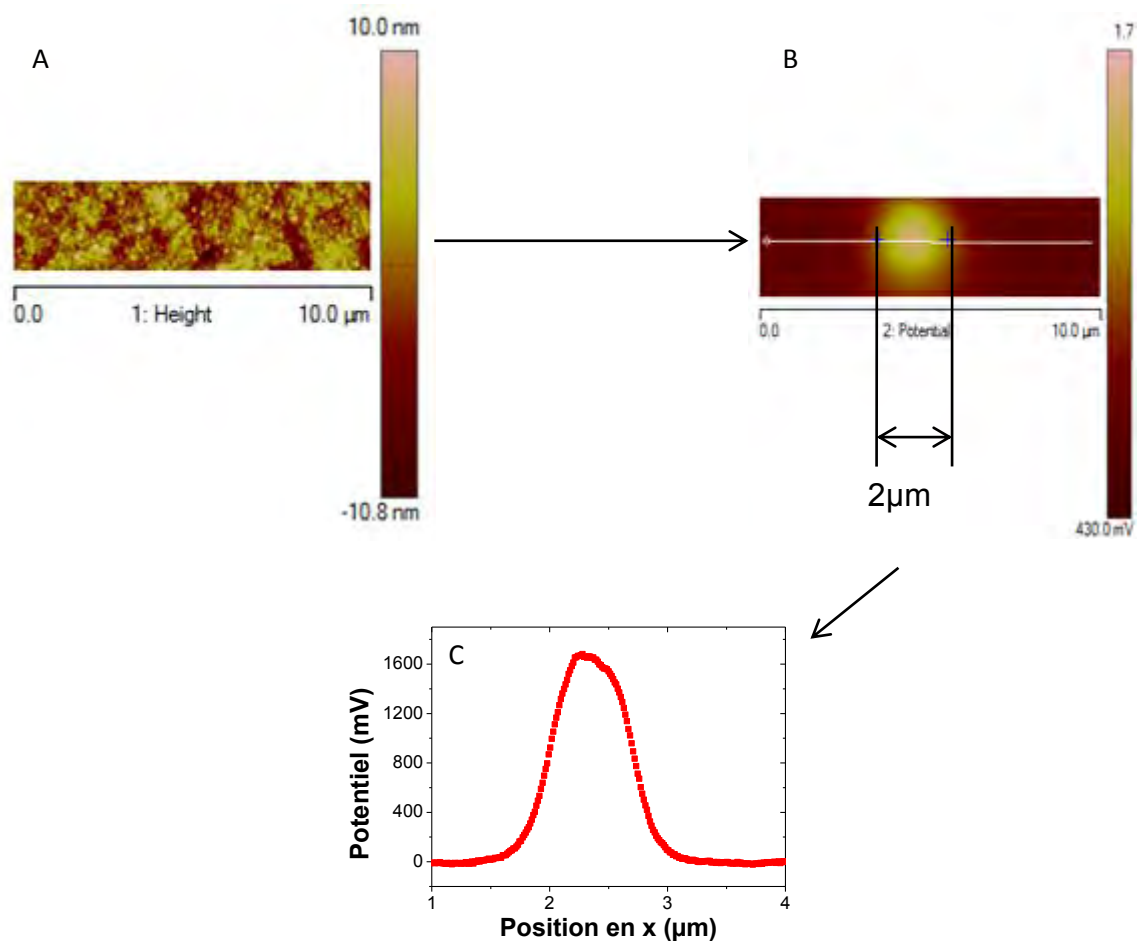 A
10.0 nm
-10.8 nm
0.0 1: Height 10.0 µm
B
1.7
430.0 mV
0.0 2: Potential 10.0 µm
2µm
C
Potentiel (mV)
1600
1200
800
400
0
1 2 3 4
Position en x (µm)